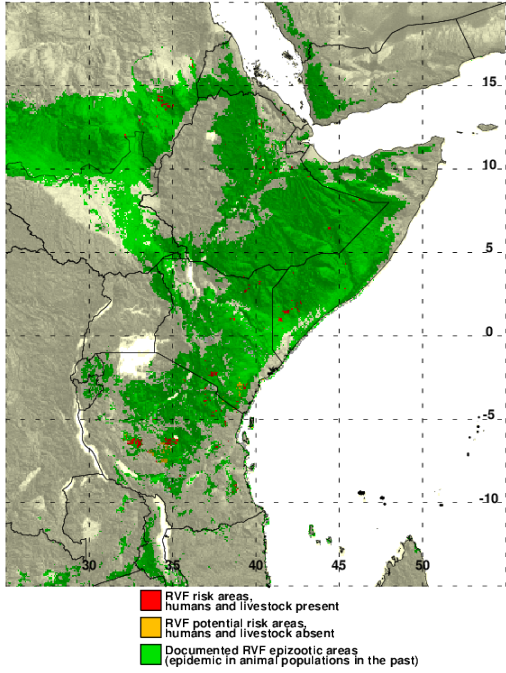 15
10
5
0
-5
-10
30 35 40 45 50
RVF risk areas,
humans and livestock present
RVF potential risk areas,
humans and livestock absent
Documented RVF epizootic areas
(epidemic in animal populations in the past)